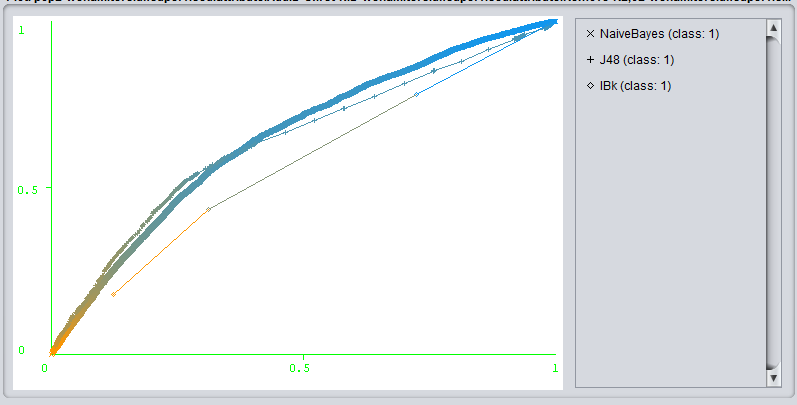 1
0.5
0
0
0.5
1
NaiveBayes (class: 1)
J48 (class: 1)
IBk (class: 1)